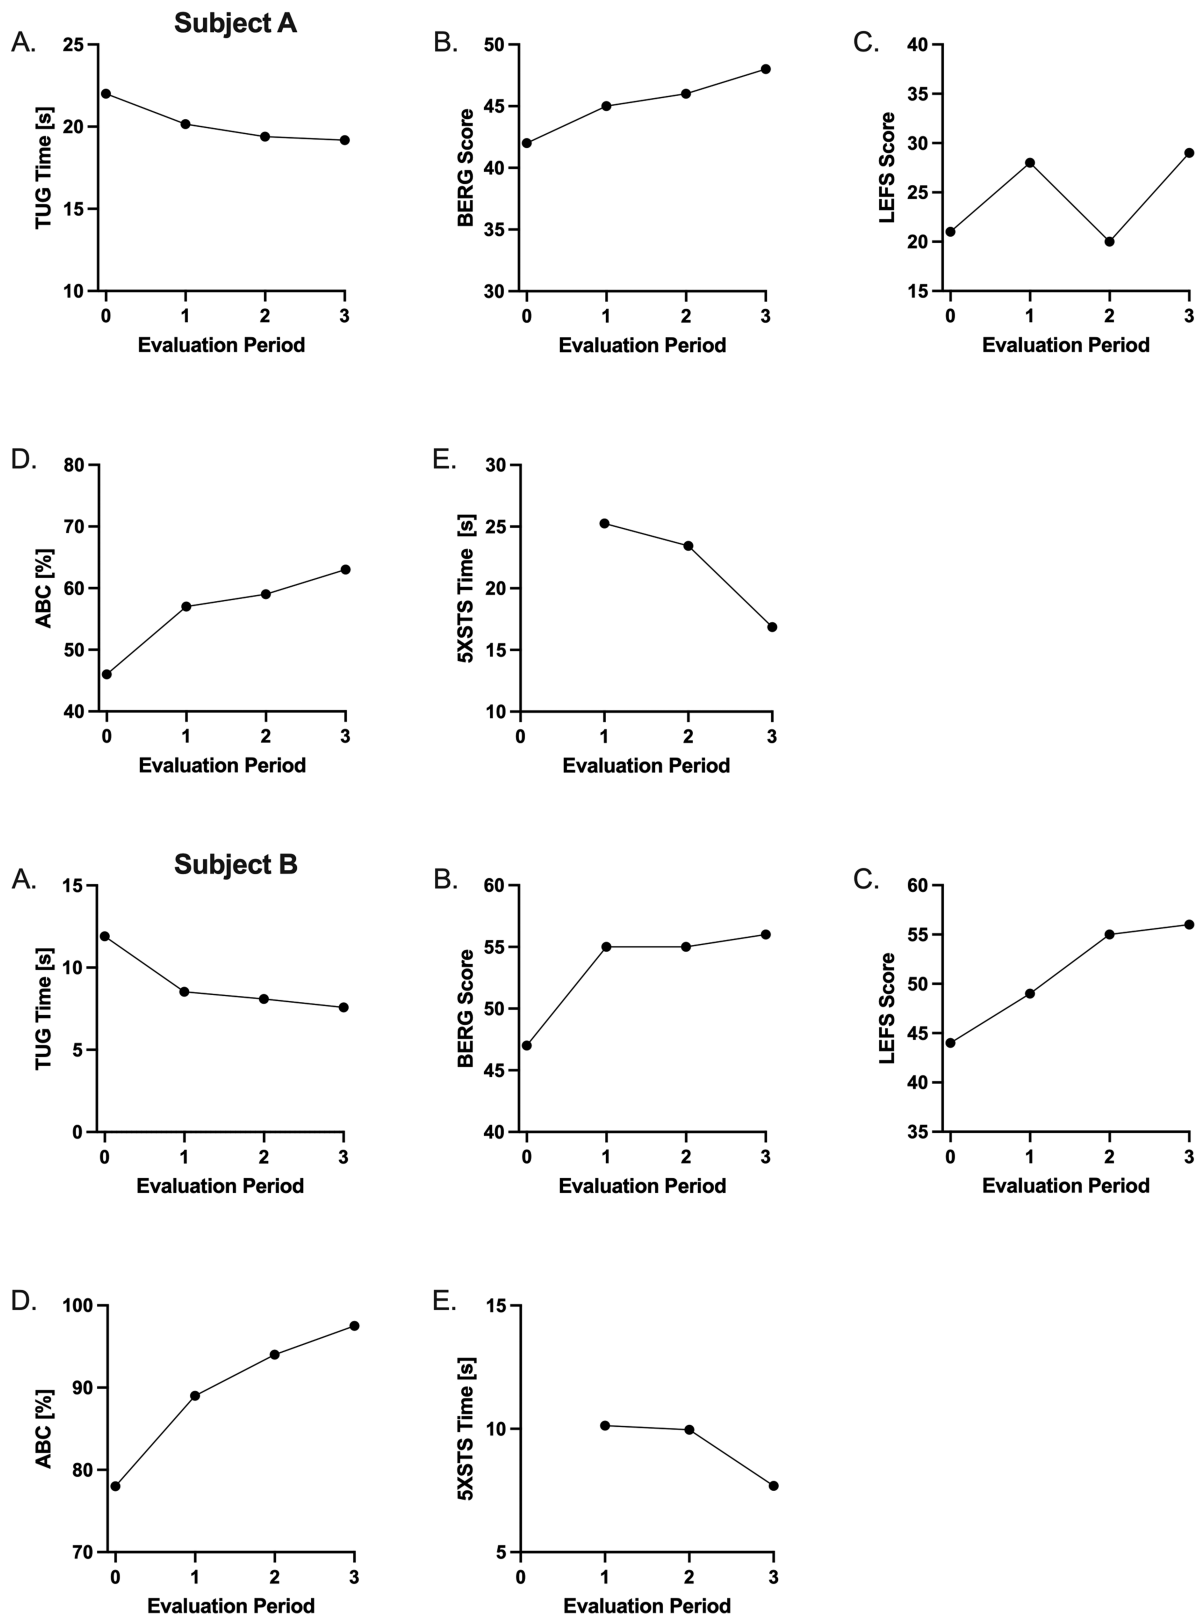 Subject A
A.
25
20
15
10
TUG Time [s]
0 1 2 3
Evaluation Period
B.
50
45
40
35
30
BERG Score
0 1 2 3
Evaluation Period
C.
40
35
30
25
20
15
LEFS Score
0 1 2 3
Evaluation Period
D.
80
70
60
50
40
ABC [%]
0 1 2 3
Evaluation Period
E.
30
25
20
15
10
5XSTS Time [s]
0 1 2 3
Evaluation Period
Subject B
A.
15
10
5
0
TUG Time [s]
0 1 2 3
Evaluation Period
B.
60
55
50
45
40
BERG Score
0 1 2 3
Evaluation Period
C.
60
55
50
45
40
35
LEFS Score
0 1 2 3
Evaluation Period
D.
100
90
80
70
ABC [%]
0 1 2 3
Evaluation Period
E.
15
10
5
5XSTS Time [s]
0 1 2 3
Evaluation Period